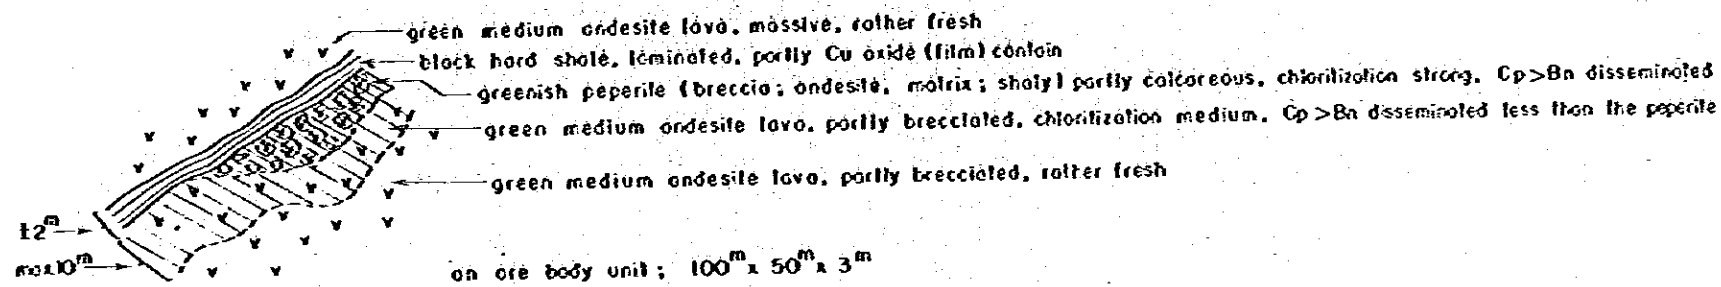 green medium andesite lava, massive, rather fresh
black hard shale, laminated, partly Cu oxide (film) contain
greenish peperite (breccia; andesite, matrix; shaly) partly calcareous, chloritization strong, Cp>Bn disseminated
green medium andesite lava, partly brecciated, chloritization medium, Cp>Bn disseminated less than the peperite
green medium andesite lava, partly brecciated, rather fresh
±2m
max10m
an ore body unit; 100m x 50m x 3m